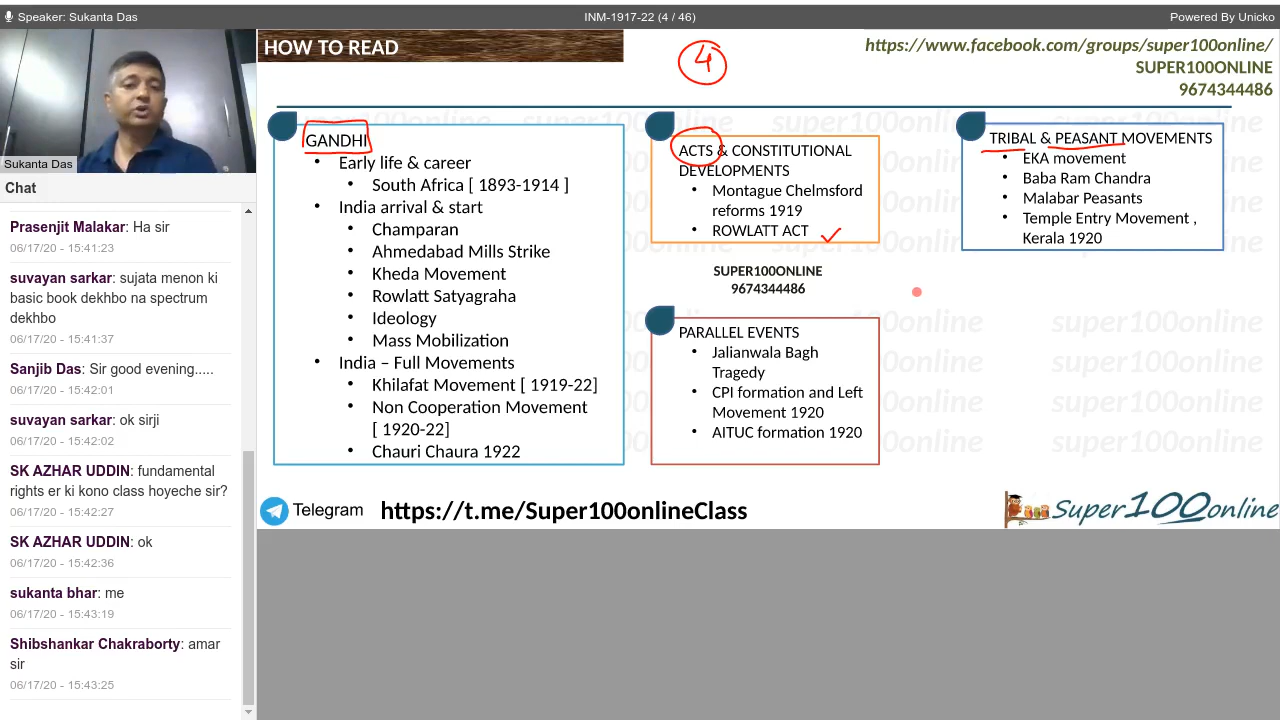 Speaker: Sukanta Das
INM-1917-22 (4 / 46)
Powered By Unicko
Sukanta Das
Chat
Prasenjit Malakar: Ha sir
06/17/20 - 15:41:23
suvayan sarkar: sujata menon ki
basic book dekhbo na spectrum
dekhbo
06/17/20 - 15:41:37
Sanjib Das: Sir good evening.....
06/17/20 - 15:42:01
suvayan sarkar: ok sirji
06/17/20 - 15:42:02
SK AZHAR UDDIN: fundamental
rights er ki kono class hoyeche sir?
06/17/20 - 15:42:27
SK AZHAR UDDIN: ok
06/17/20 - 15:42:36
sukanta bhar: me
06/17/20 - 15:43:19
Shibshankar Chakraborty: amar
sir
06/17/20 - 15:43:25
HOW TO READ
4
https://www.facebook.com/groups/super100online/
SUPER100ONLINE
9674344486
GANDHI
• Early life & career
• South Africa [ 1893-1914 ]
• India arrival & start
• Champaran
• Ahmedabad Mills Strike
• Kheda Movement
• Rowlatt Satyagraha
• Ideology
• Mass Mobilization
• India – Full Movements
• Khilafat Movement [ 1919-22]
• Non Cooperation Movement
[ 1920-22]
• Chauri Chaura 1922
ACTS & CONSTITUTIONAL
DEVELOPMENTS
• Montague Chelmsford
reforms 1919
• ROWLATT ACT
SUPER100ONLINE
9674344486
PARALLEL EVENTS
• Jalianwala Bagh
Tragedy
• CPI formation and Left
Movement 1920
• AITUC formation 1920
TRIBAL & PEASANT MOVEMENTS
• EKA movement
• Baba Ram Chandra
• Malabar Peasants
• Temple Entry Movement ,
Kerala 1920
super100online
super100online
super100online
super100online
super100online
super100online
super100online
Telegram
https://t.me/Super100onlineClass
Super100online